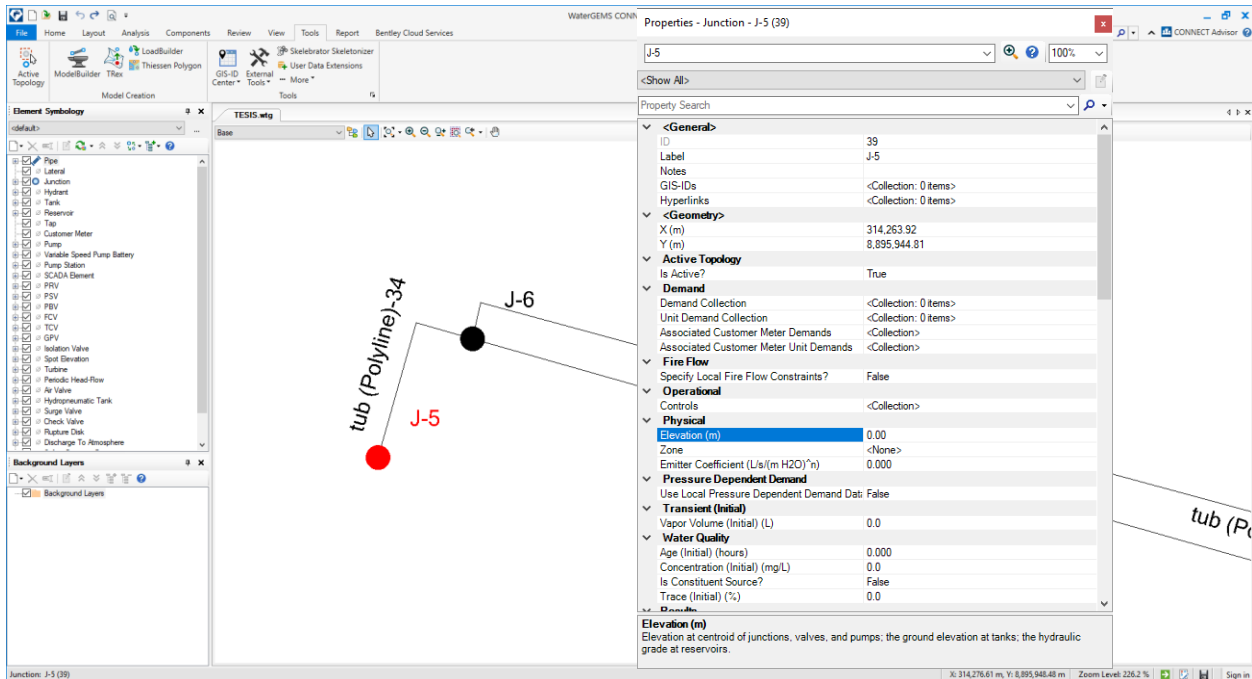 WaterGEMS CONN
File Home Layout Analysis Components Review View Tools Report Bentley Cloud Services
CONNECT Advisor
Active Topology
ModelBuilder
TRex
LoadBuilder
Thiessen Polygon
Model Creation
GIS-ID Center
External Tools
Skelebrator Skeletonizer
User Data Extensions
More
Tools
Element Symbology
<default>
Pipe
Lateral
Junction
Hydrant
Tank
Reservoir
Tap
Customer Meter
Pump
Variable Speed Pump Battery
Pump Station
SCADA Element
PRV
PSV
PBV
FCV
TCV
GPV
Isolation Valve
Spot Elevation
Turbine
Periodic Head-Flow
Air Valve
Hydropneumatic Tank
Surge Valve
Check Valve
Rupture Disk
Discharge To Atmosphere
Background Layers
Background Layers
TESIS.wtg
Base
tub (Polyline)-34
J-6
J-5
tub (Po
Properties - Junction - J-5 (39)
J-5
100%
<Show All>
Property Search
<General>
ID 39
Label J-5
Notes
GIS-IDs <Collection: 0 items>
Hyperlinks <Collection: 0 items>
<Geometry>
X (m) 314,263.92
Y (m) 8,895,944.81
Active Topology
Is Active? True
Demand
Demand Collection <Collection: 0 items>
Unit Demand Collection <Collection: 0 items>
Associated Customer Meter Demands <Collection>
Associated Customer Meter Unit Demands <Collection>
Fire Flow
Specify Local Fire Flow Constraints? False
Operational
Controls <Collection>
Physical
Elevation (m) 0.00
Zone <None>
Emitter Coefficient (L/s/(m H2O)^n) 0.000
Pressure Dependent Demand
Use Local Pressure Dependent Demand Dat False
Transient (Initial)
Vapor Volume (Initial) (L) 0.0
Water Quality
Age (Initial) (hours) 0.000
Concentration (Initial) (mg/L) 0.0
Is Constituent Source? False
Trace (Initial) (%) 0.0
Results
Elevation (m)
Elevation at centroid of junctions, valves, and pumps; the ground elevation at tanks; the hydraulic
grade at reservoirs.
Junction: J-5 (39)
X: 314,276.61 m, Y: 8,895,948.48 m Zoom Level: 226.2 % Sign in